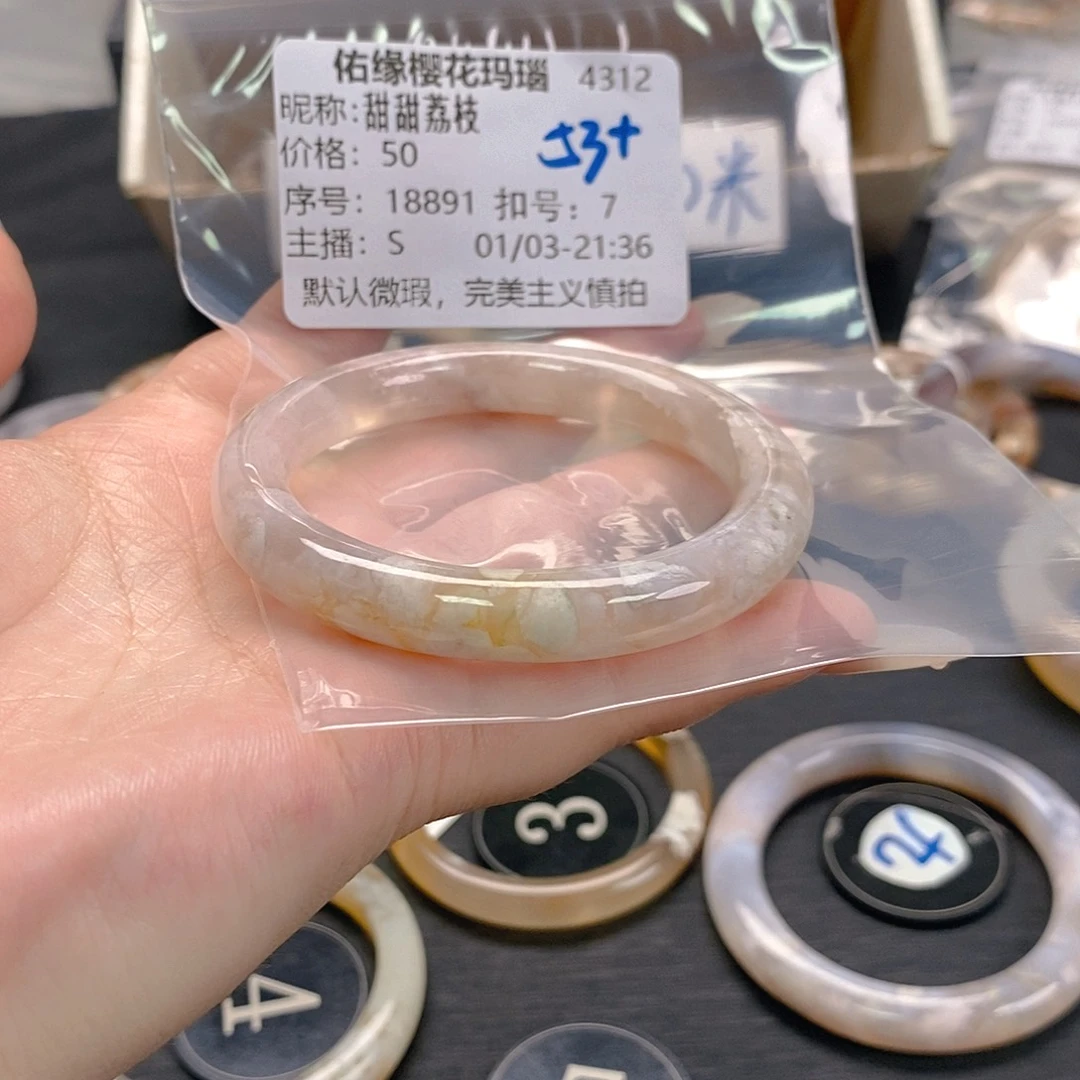 佑缘樱花玛瑙 4312
昵称:甜甜荔枝
53+
价格: 50
序号: 18891 扣号: 7
主播: S 01/03-21:36
默认微瑕，完美主义慎拍
米
3
4